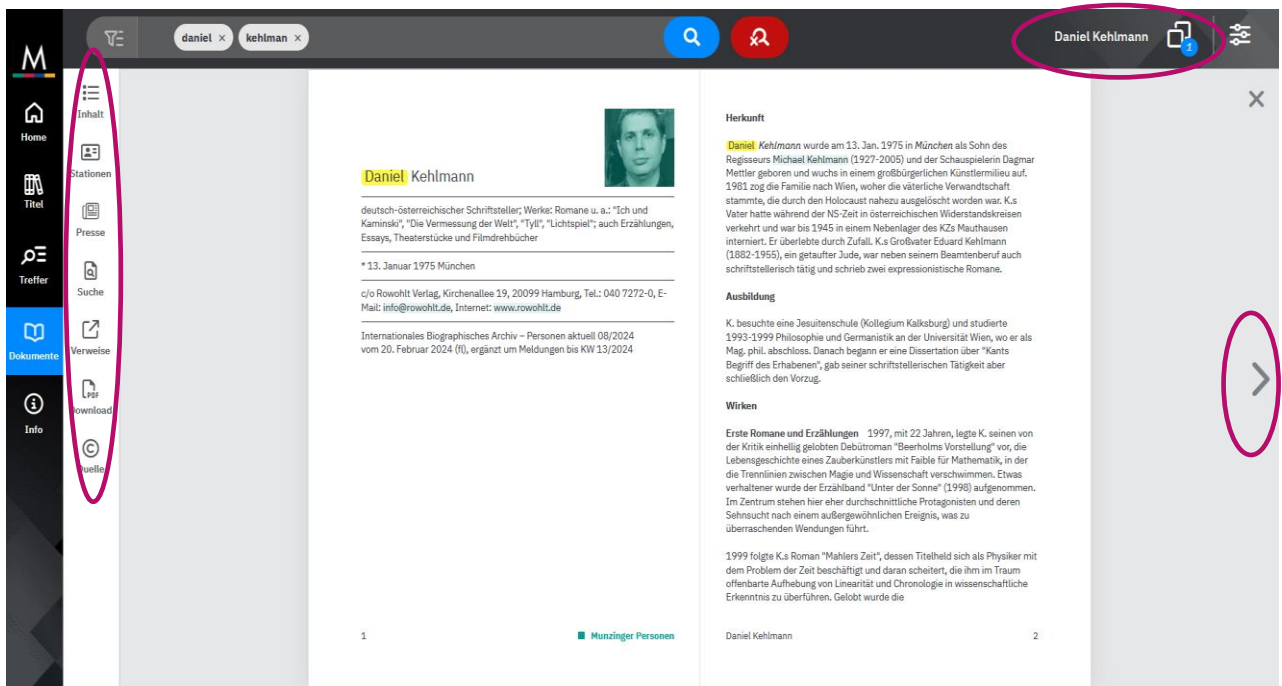 M
daniel ×
kehlman ×
Daniel Kehlmann
1
Home
Titel
Treffer
Dokumente
Info
Inhalt
Stationen
Presse
Suche
Verweise
PDF
Download
Quelle
Daniel Kehlmann
deutsch-österreichischer Schriftsteller; Werke: Romane u. a.: "Ich und
Kaminski", "Die Vermessung der Welt", "Tyll", "Lichtspiel"; auch Erzählungen,
Essays, Theaterstücke und Filmdrehbücher
* 13. Januar 1975 München
c/o Rowohlt Verlag, Kirchenallee 19, 20099 Hamburg, Tel.: 040 7272-0, E-
Mail: info@rowohlt.de, Internet: www.rowohlt.de
Internationales Biographisches Archiv – Personen aktuell 08/2024
vom 20. Februar 2024 (fl), ergänzt um Meldungen bis KW 13/2024
1
Munzinger Personen
Herkunft
Daniel Kehlmann wurde am 13. Jan. 1975 in München als Sohn des
Regisseurs Michael Kehlmann (1927-2005) und der Schauspielerin Dagmar
Mettler geboren und wuchs in einem großbürgerlichen Künstlermilieu auf.
1981 zog die Familie nach Wien, woher die väterliche Verwandtschaft
stammte, die durch den Holocaust nahezu ausgelöscht worden war. K.s
Vater hatte während der NS-Zeit in österreichischen Widerstandskreisen
verkehrt und war bis 1945 in einem Nebenlager des KZs Mauthausen
interniert. Er überlebte durch Zufall. K.s Großvater Eduard Kehlmann
(1882-1955), ein getaufter Jude, war neben seinem Beamtenberuf auch
schriftstellerisch tätig und schrieb zwei expressionistische Romane.
Ausbildung
K. besuchte eine Jesuitenschule (Kollegium Kalksburg) und studierte
1993-1999 Philosophie und Germanistik an der Universität Wien, wo er als
Mag. phil. abschloss. Danach begann er eine Dissertation über "Kants
Begriff des Erhabenen", gab seiner schriftstellerischen Tätigkeit aber
schließlich den Vorzug.
Wirken
Erste Romane und Erzählungen 1997, mit 22 Jahren, legte K. seinen von
der Kritik einhellig gelobten Debütroman "Beerholms Vorstellung" vor, die
Lebensgeschichte eines Zauberkünstlers mit Faible für Mathematik, in der
die Trennlinien zwischen Magie und Wissenschaft verschwimmen. Etwas
verhaltener wurde der Erzählband "Unter der Sonne" (1998) aufgenommen.
Im Zentrum stehen hier eher durchschnittliche Protagonisten und deren
Sehnsucht nach einem außergewöhnlichen Ereignis, was zu
überraschenden Wendungen führt.
1999 folgte K.s Roman "Mahlers Zeit", dessen Titelheld sich als Physiker mit
dem Problem der Zeit beschäftigt und daran scheitert, die ihm im Traum
offenbarte Aufhebung von Linearität und Chronologie in wissenschaftliche
Erkenntnis zu überführen. Gelobt wurde die
Daniel Kehlmann
2